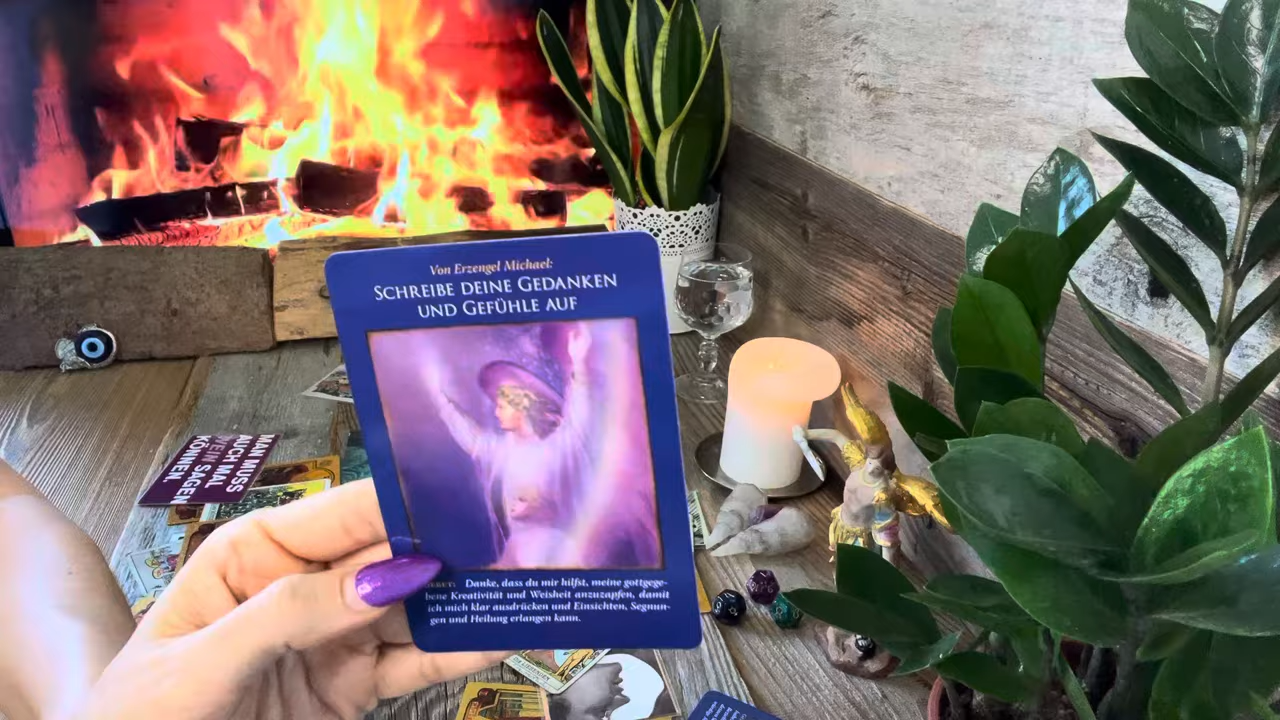 Von Erzengel Michael:
SCHREIBE DEINE GEDANKEN
UND GEFÜHLE AUF
Danke, dass du mir hilfst, meine gottgege-
bene Kreativität und Weisheit anzuzapfen, damit
ich mich klar ausdrücken und Einsichten, Segnun-
gen und Heilung erlangen kann.
MAN MUSS
AUCH MAL
SAGEN
KÖNNEN.